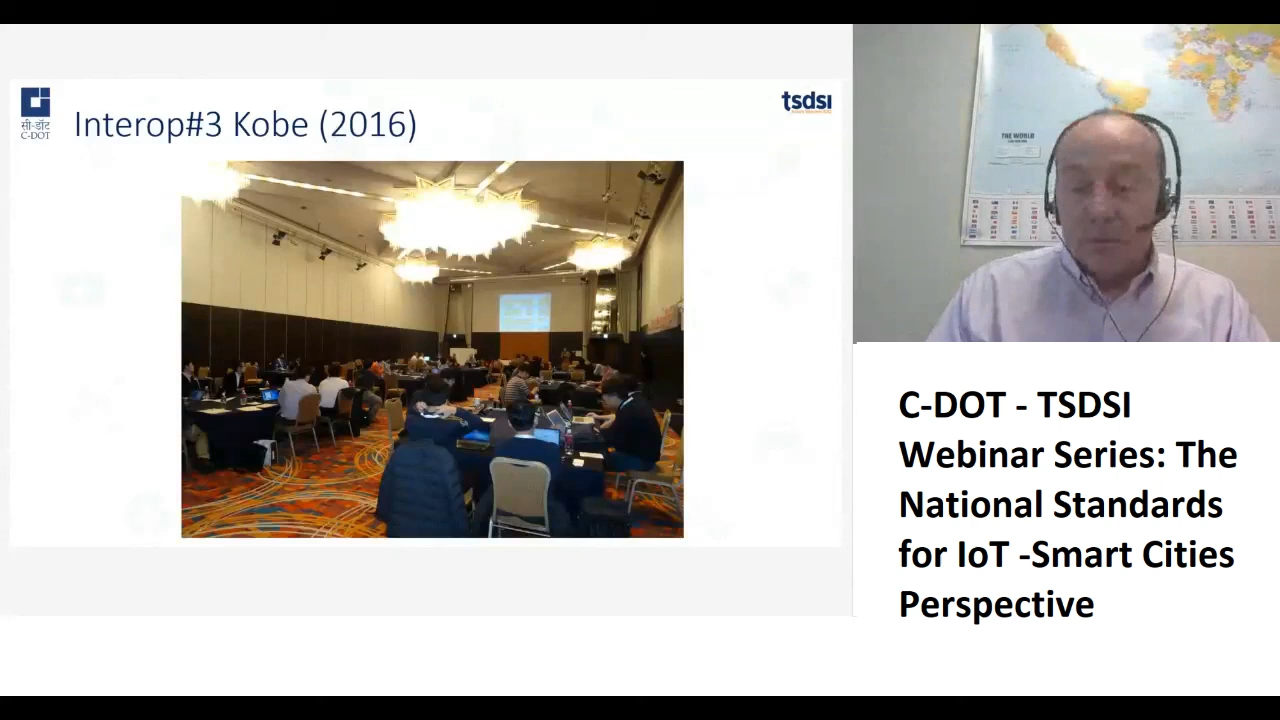 सी-डॉट
C-DOT
Interop#3 Kobe (2016)
tsdsi
THE WORLD
C-DOT - TSDSI
Webinar Series: The
National Standards
for IoT -Smart Cities
Perspective